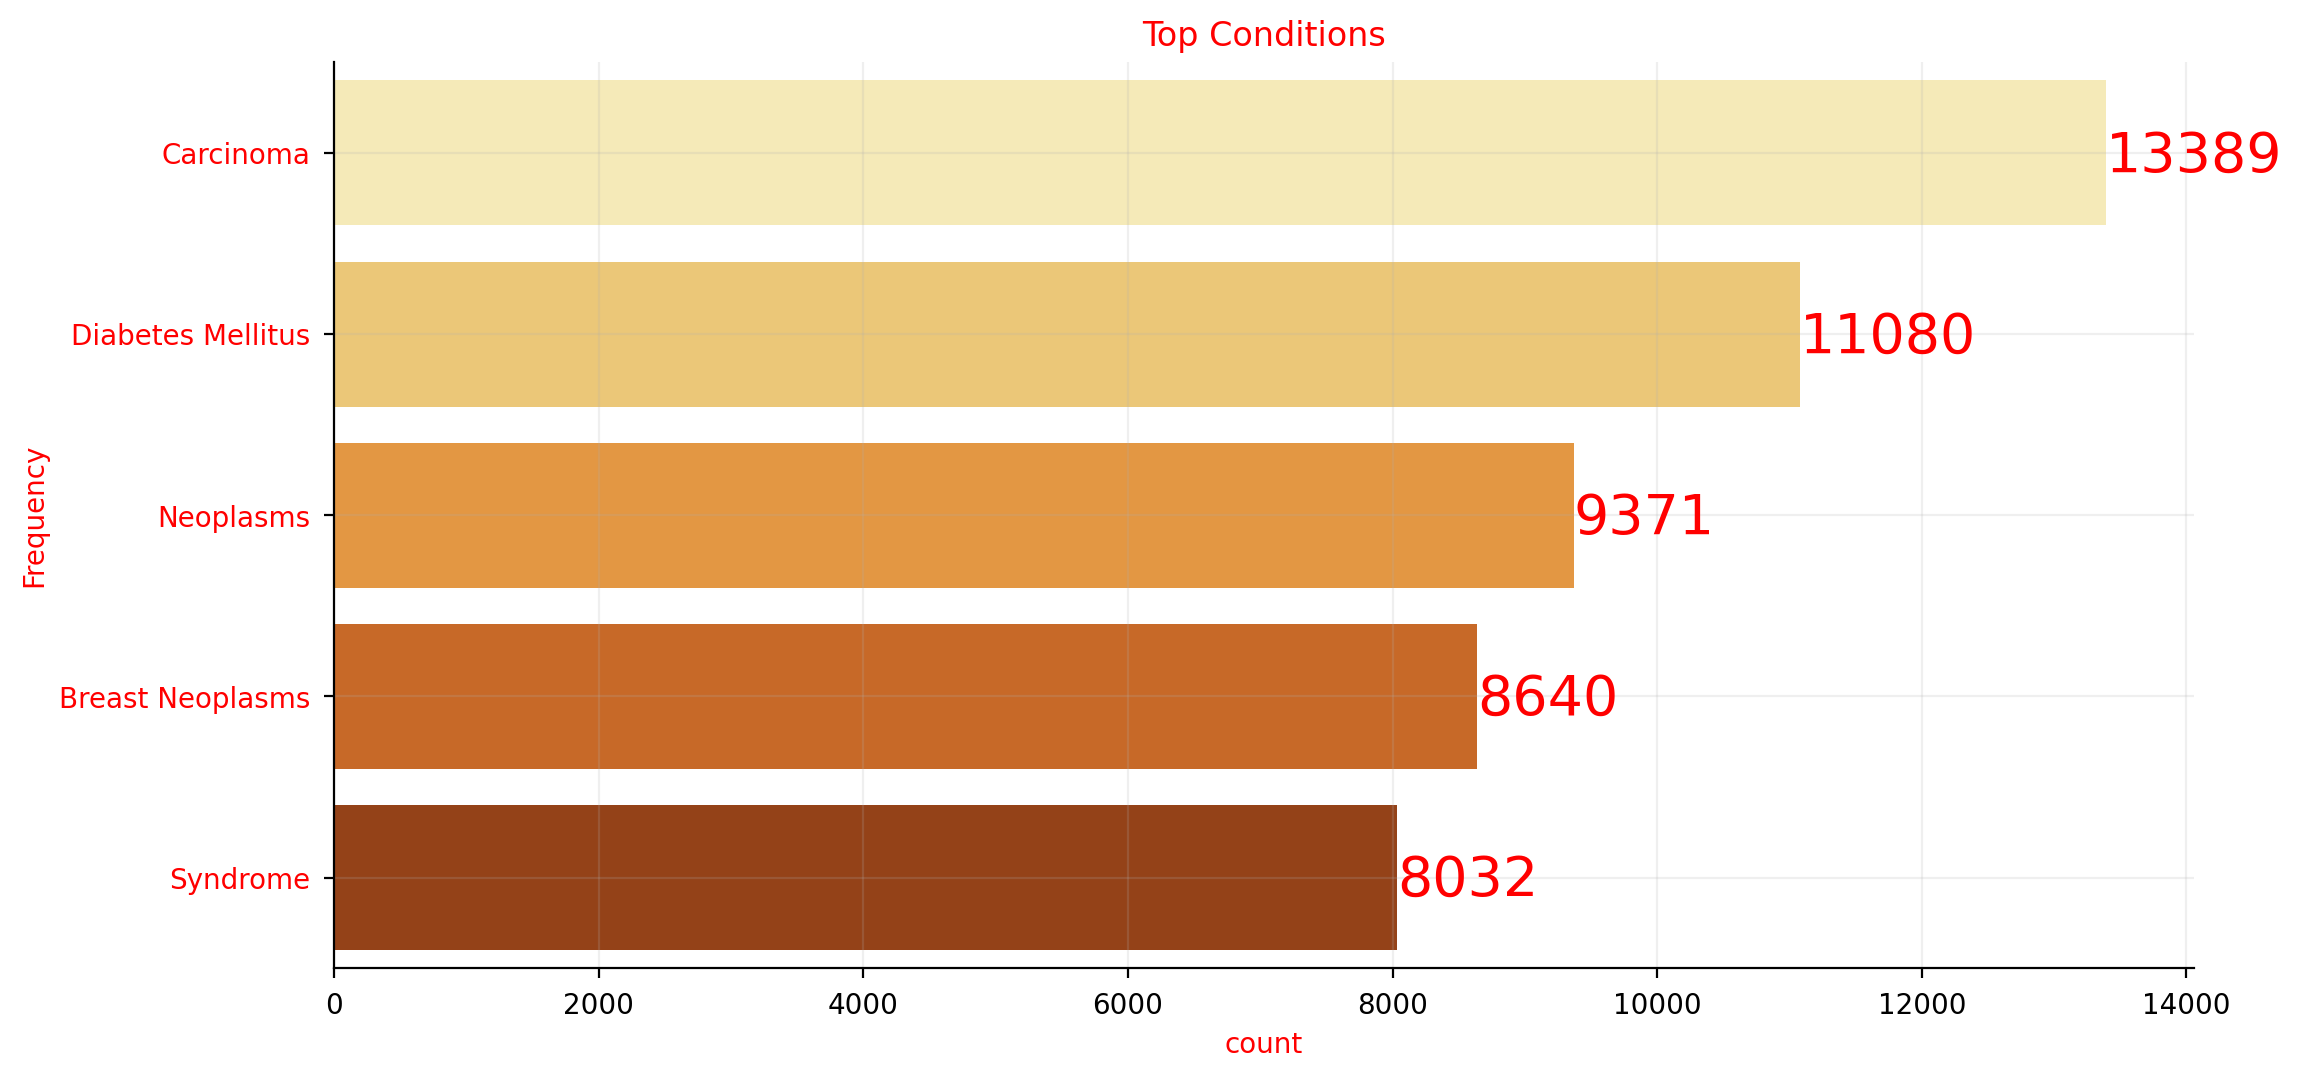 Top Conditions
Frequency
Carcinoma
13389
Diabetes Mellitus
11080
Neoplasms
9371
Breast Neoplasms
8640
Syndrome
8032
0 2000 4000 6000 8000 10000 12000 14000
count